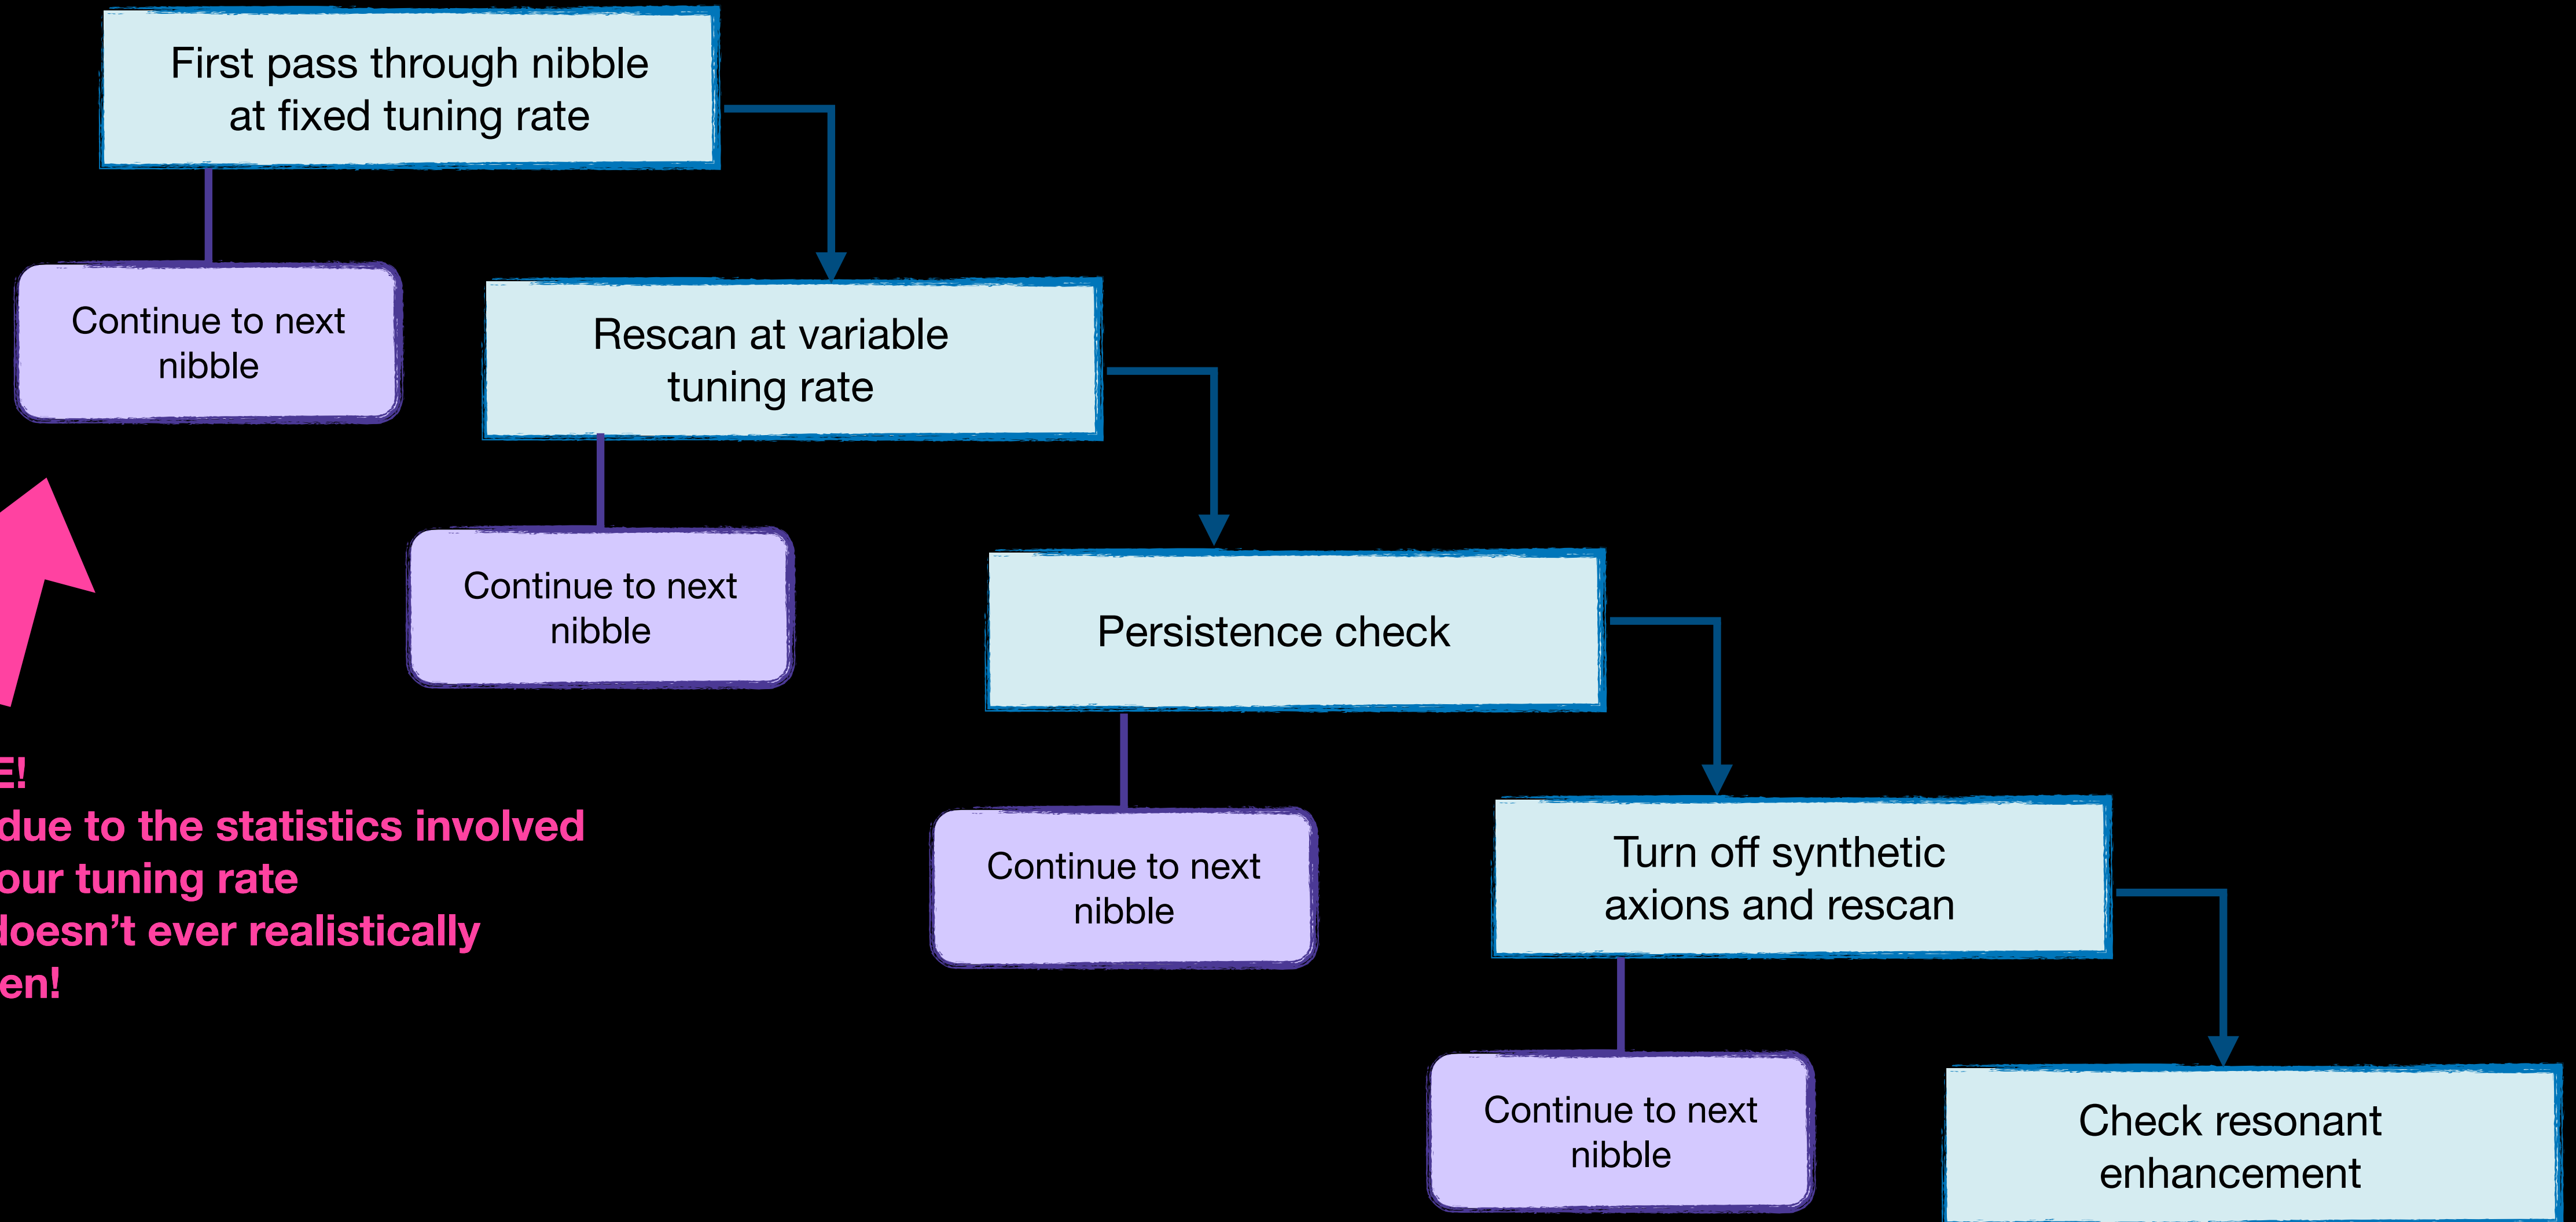 First pass through nibble
at fixed tuning rate
Continue to next
nibble
Rescan at variable
tuning rate
Continue to next
nibble
Persistence check
Continue to next
nibble
due to the statistics involved
our tuning rate
doesn't ever realistically
Turn off synthetic
axions and rescan
Continue to next
nibble
Check resonant
enhancement